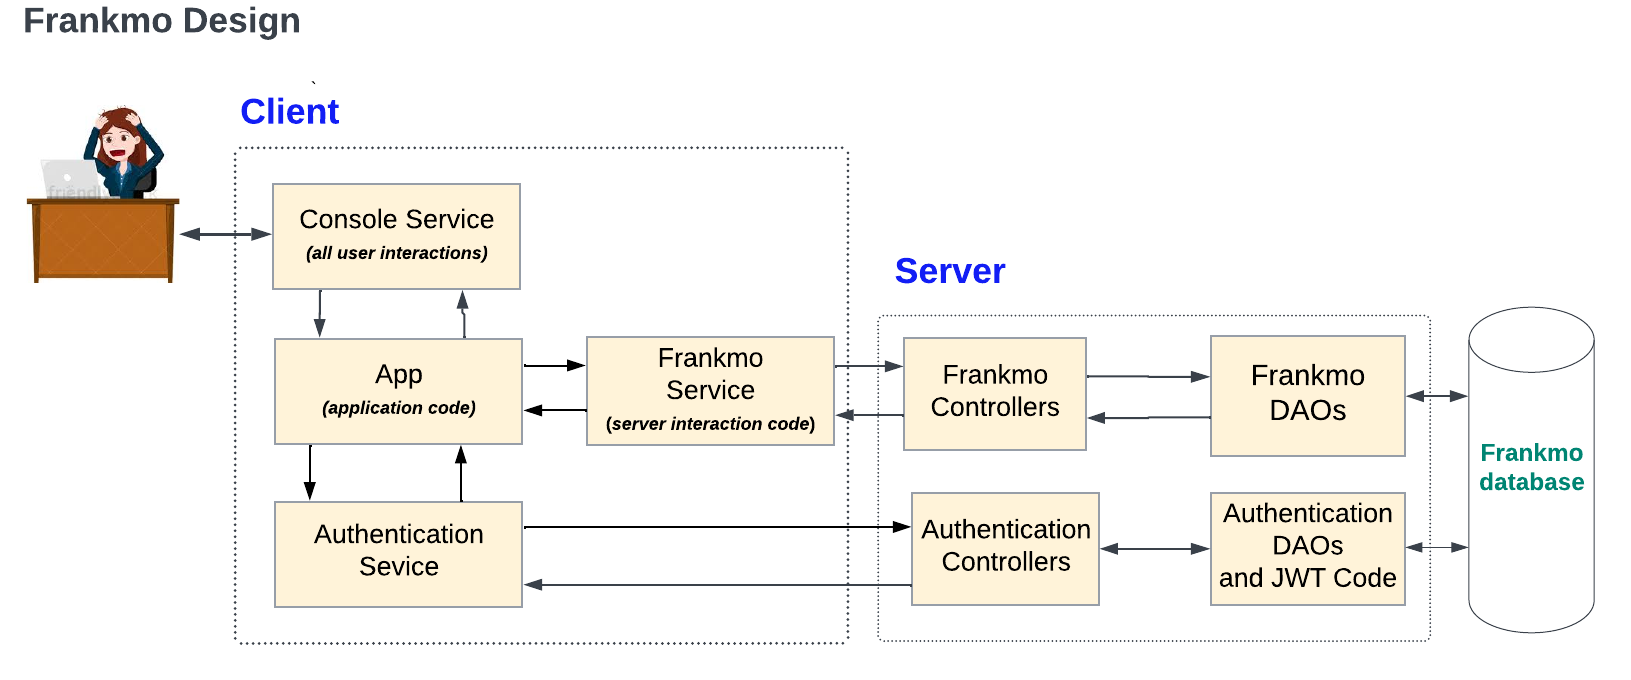 Frankmo Design
`
Client
friendl
Console Service
(all user interactions)
Server
App
(application code)
Frankmo
Service
(server interaction code)
Frankmo
Controllers
Frankmo
DAOs
Frankmo
database
Authentication
Sevice
Authentication
Controllers
Authentication
DAOs
and JWT Code